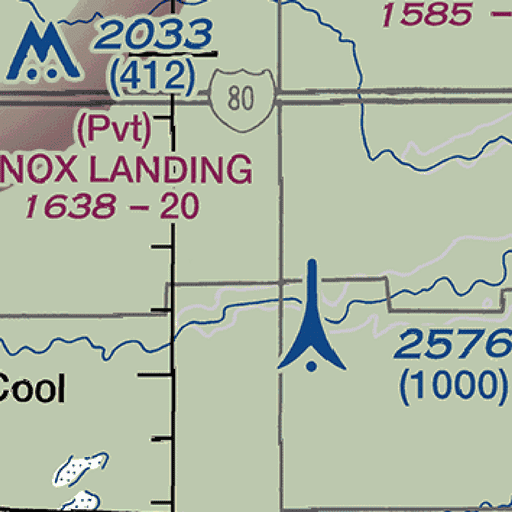 1585 -
2033
(412)
80
(Pvt)
NOX LANDING
1638 - 20
2576
(1000)
Cool